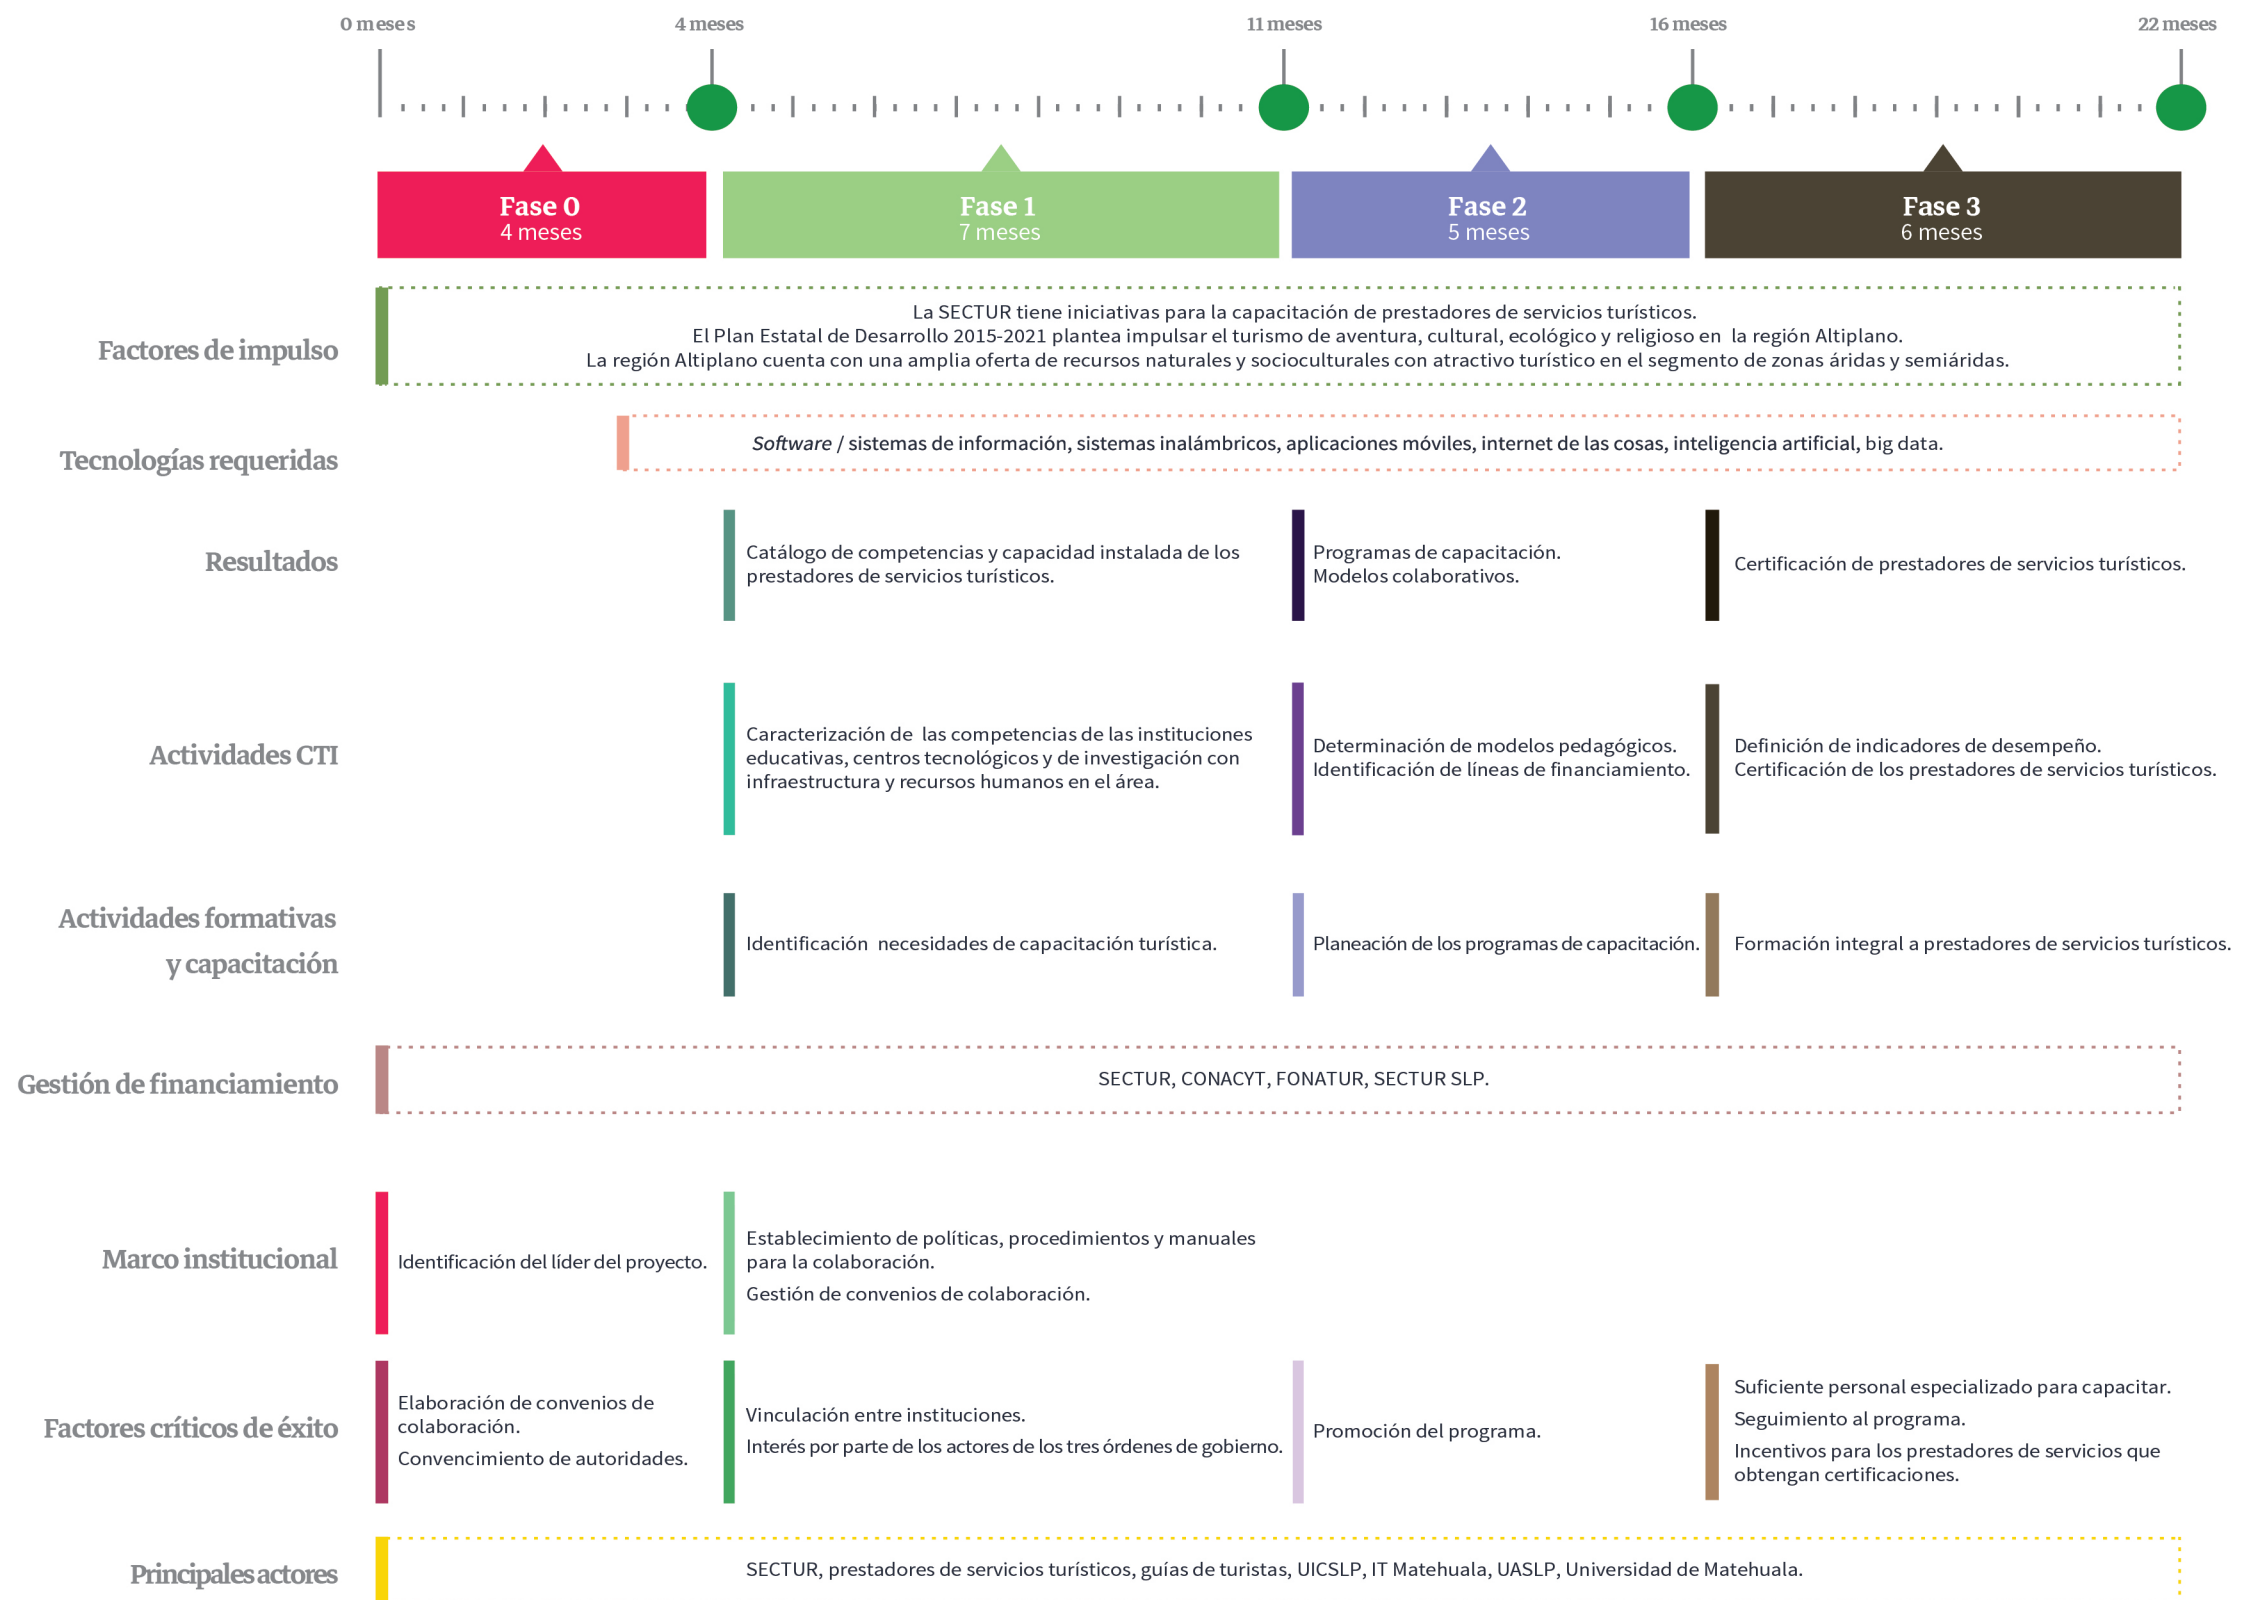 0 meses
4 meses
11 meses
16 meses
22 meses
Fase 0
4 meses
Fase 1
7 meses
Fase 2
5 meses
Fase 3
6 meses
Factores de impulso
La SECTUR tiene iniciativas para la capacitación de prestadores de servicios turísticos.
El Plan Estatal de Desarrollo 2015-2021 plantea impulsar el turismo de aventura, cultural, ecológico y religioso en la región Altiplano.
La región Altiplano cuenta con una amplia oferta de recursos naturales y socioculturales con atractivo turístico en el segmento de zonas áridas y semiáridas.
Tecnologías requeridas
Software / sistemas de información, sistemas inalámbricos, aplicaciones móviles, internet de las cosas, inteligencia artificial, big data.
Resultados
Catálogo de competencias y capacidad instalada de los
prestadores de servicios turísticos.
Programas de capacitación.
Modelos colaborativos.
Certificación de prestadores de servicios turísticos.
Actividades CTI
Caracterización de las competencias de las instituciones
educativas, centros tecnológicos y de investigación con
infraestructura y recursos humanos en el área.
Determinación de modelos pedagógicos.
Identificación de líneas de financiamiento.
Definición de indicadores de desempeño.
Certificación de los prestadores de servicios turísticos.
Actividades formativas
y capacitación
Identificación necesidades de capacitación turística.
Planeación de los programas de capacitación.
Formación integral a prestadores de servicios turísticos.
Gestión de financiamiento
SECTUR, CONACYT, FONATUR, SECTUR SLP.
Marco institucional
Identificación del líder del proyecto.
Establecimiento de políticas, procedimientos y manuales
para la colaboración.
Gestión de convenios de colaboración.
Factores críticos de éxito
Elaboración de convenios de
colaboración.
Convencimiento de autoridades.
Vinculación entre instituciones.
Interés por parte de los actores de los tres órdenes de gobierno.
Promoción del programa.
Suficiente personal especializado para capacitar.
Seguimiento al programa.
Incentivos para los prestadores de servicios que
obtengan certificaciones.
Principales actores
SECTUR, prestadores de servicios turísticos, guías de turistas, UICSLP, IT Matehuala, UASLP, Universidad de Matehuala.